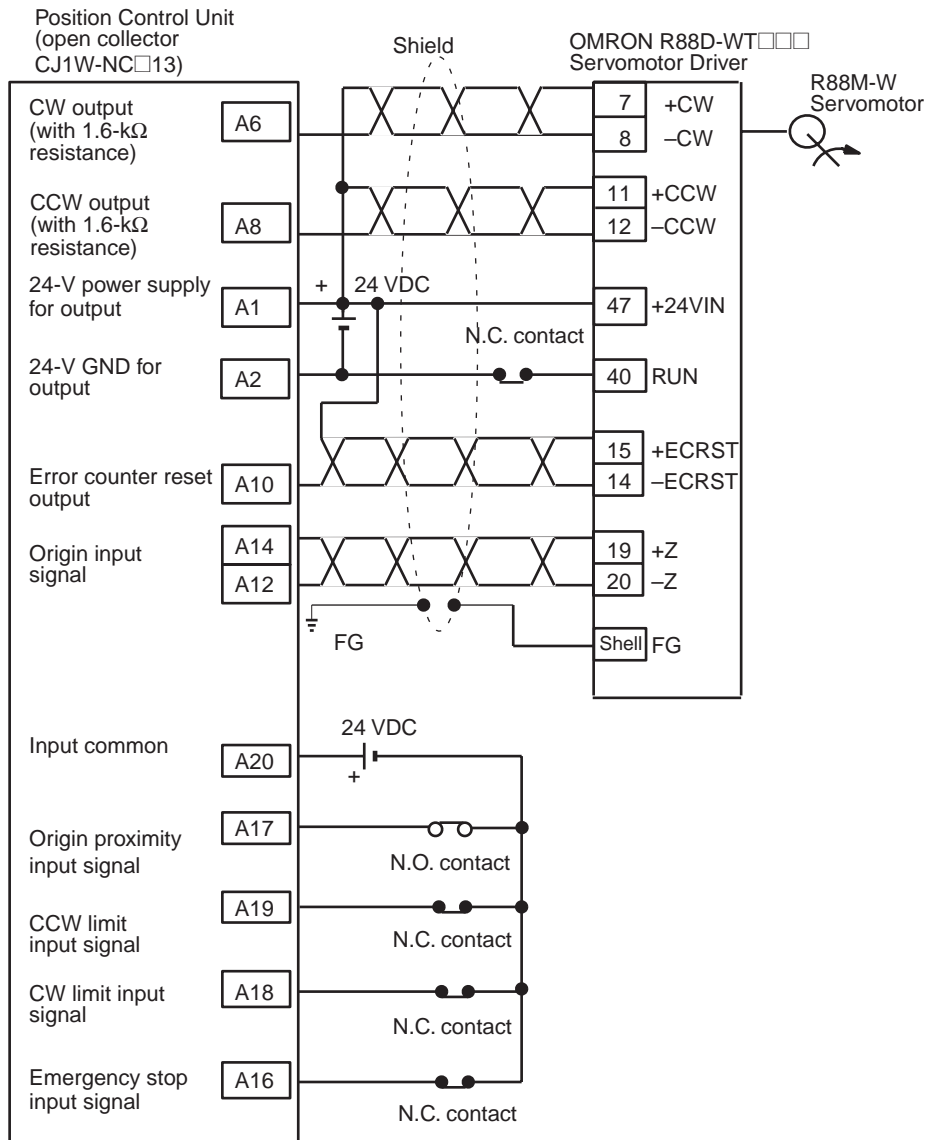 Position Control Unit
(open collector
CJ1W-NC□13)
Shield
OMRON R88D-WT□□□
Servomotor Driver
R88M-W
Servomotor
CW output
(with 1.6-kΩ
resistance)
A6
7
+CW
8
–CW
CCW output
(with 1.6-kΩ
resistance)
A8
11
+CCW
12
–CCW
24-V power supply
for output
A1
+
24 VDC
47
+24VIN
24-V GND for
output
A2
N.C. contact
40
RUN
Error counter reset
output
A10
15
+ECRST
14
–ECRST
Origin input
signal
A14
A12
19
+Z
20
–Z
FG
Shell
FG
Input common
A20
24 VDC
+
Origin proximity
input signal
A17
N.O. contact
CCW limit
input signal
A19
N.C. contact
CW limit input
signal
A18
N.C. contact
Emergency stop
input signal
A16
N.C. contact